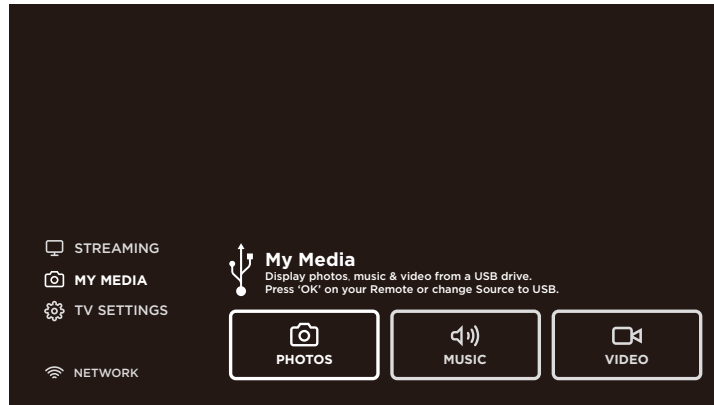 STREAMING
MY MEDIA
TV SETTINGS
NETWORK
My Media
Display photos, music & video from a USB drive.
Press ‘OK’ on your Remote or change Source to USB.
PHOTOS
MUSIC
VIDEO